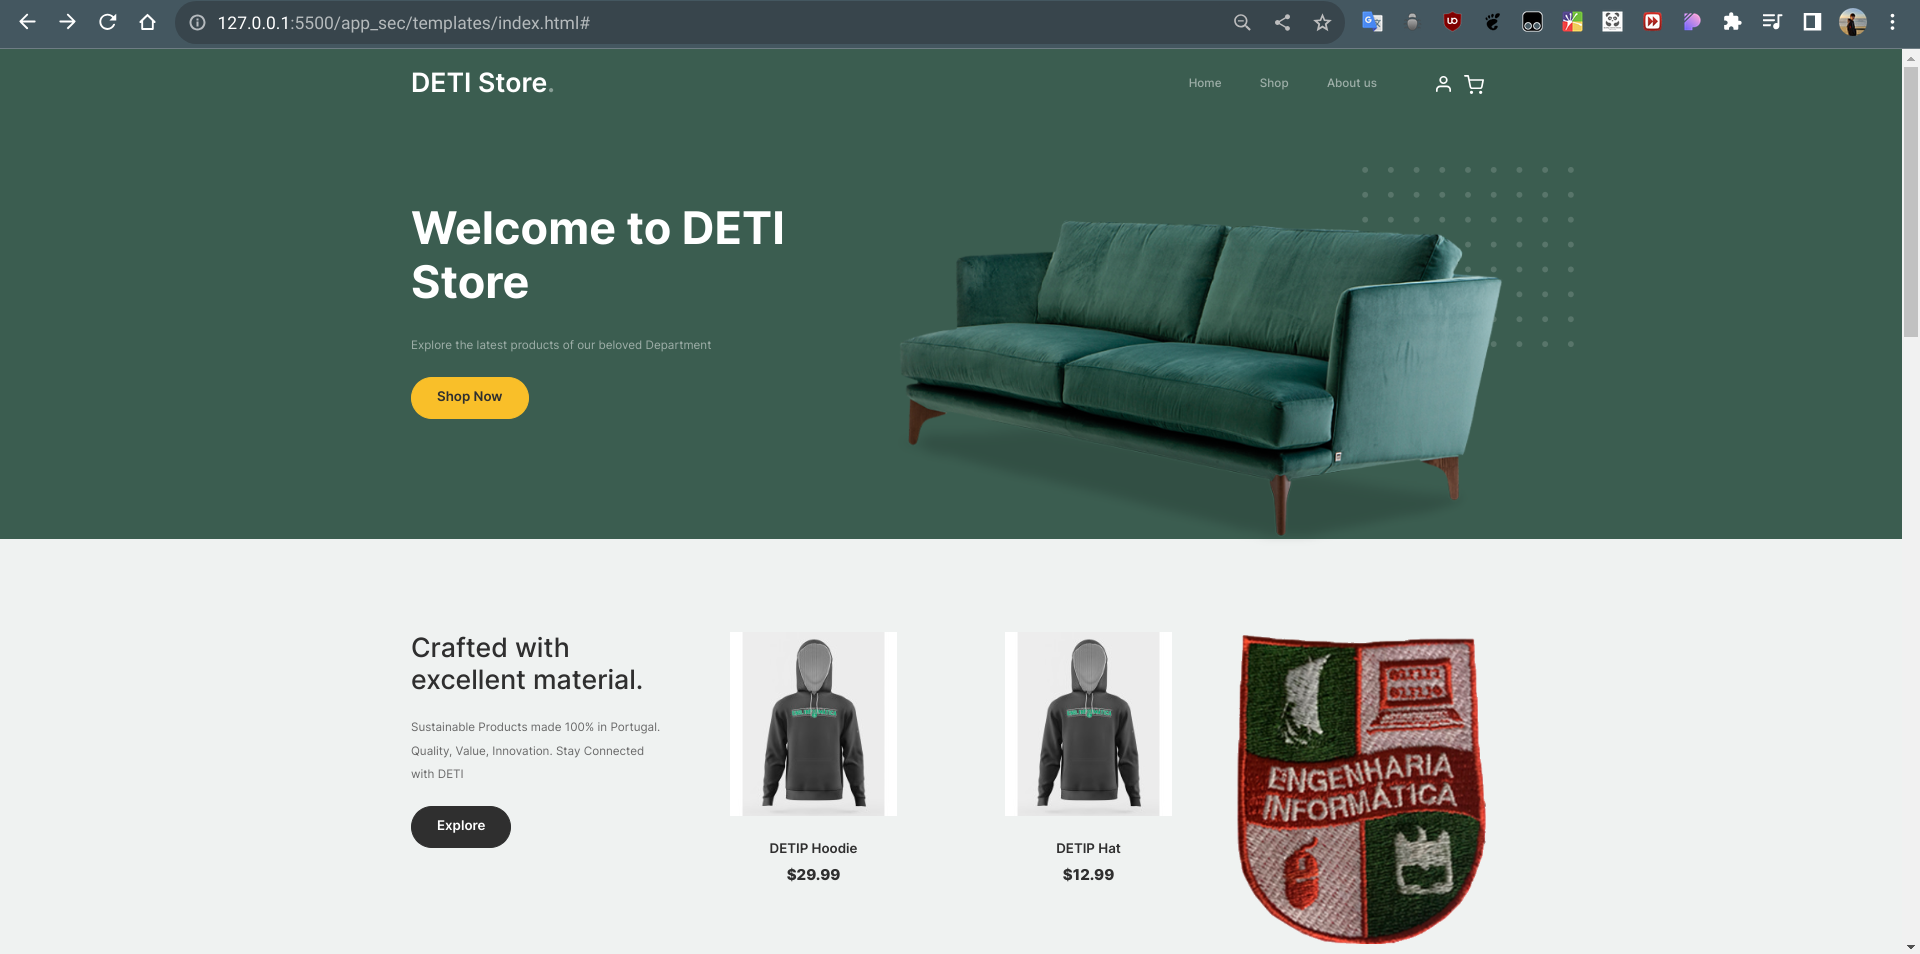 127.0.0.1:5500/app_sec/templates/index.html#
DETI Store.
Home
Shop
About us
Welcome to DETI
Store
Explore the latest products of our beloved Department
Shop Now
Crafted with
excellent material.
Sustainable Products made 100% in Portugal.
Quality, Value, Innovation. Stay Connected
with DETI
Explore
DETIP Hoodie
$29.99
DETIP Hat
$12.99
ENGENHARIA
INFORMÁTICA